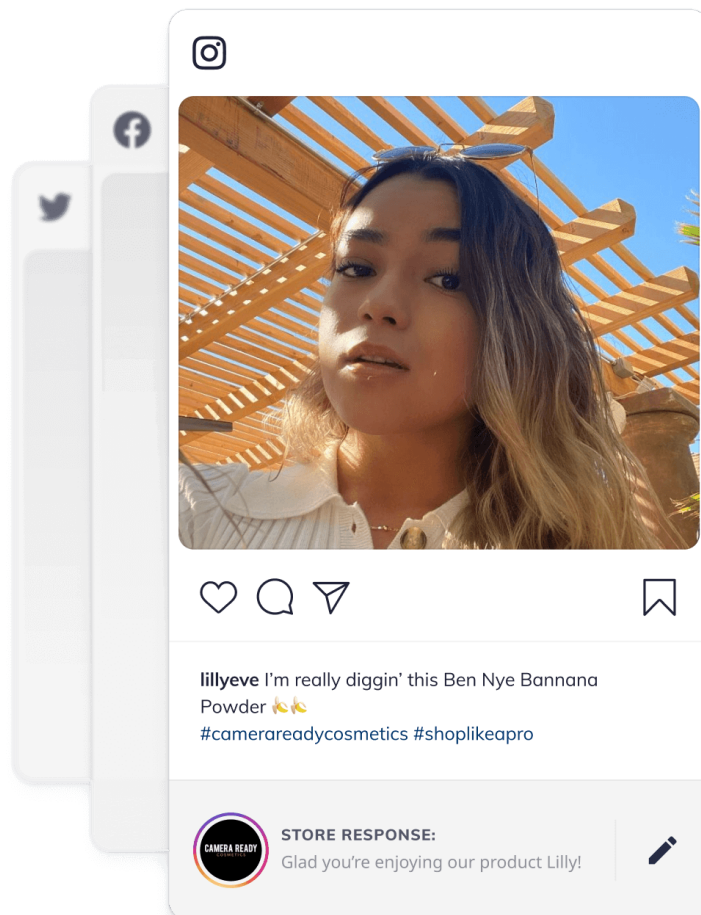 lillyeve I’m really diggin’ this Ben Nye Bannana
Powder 🍌🍌
#camerareadycosmetics #shoplikeapro
CAMERA READY
COSMETICS
STORE RESPONSE:
Glad you’re enjoying our product Lilly!